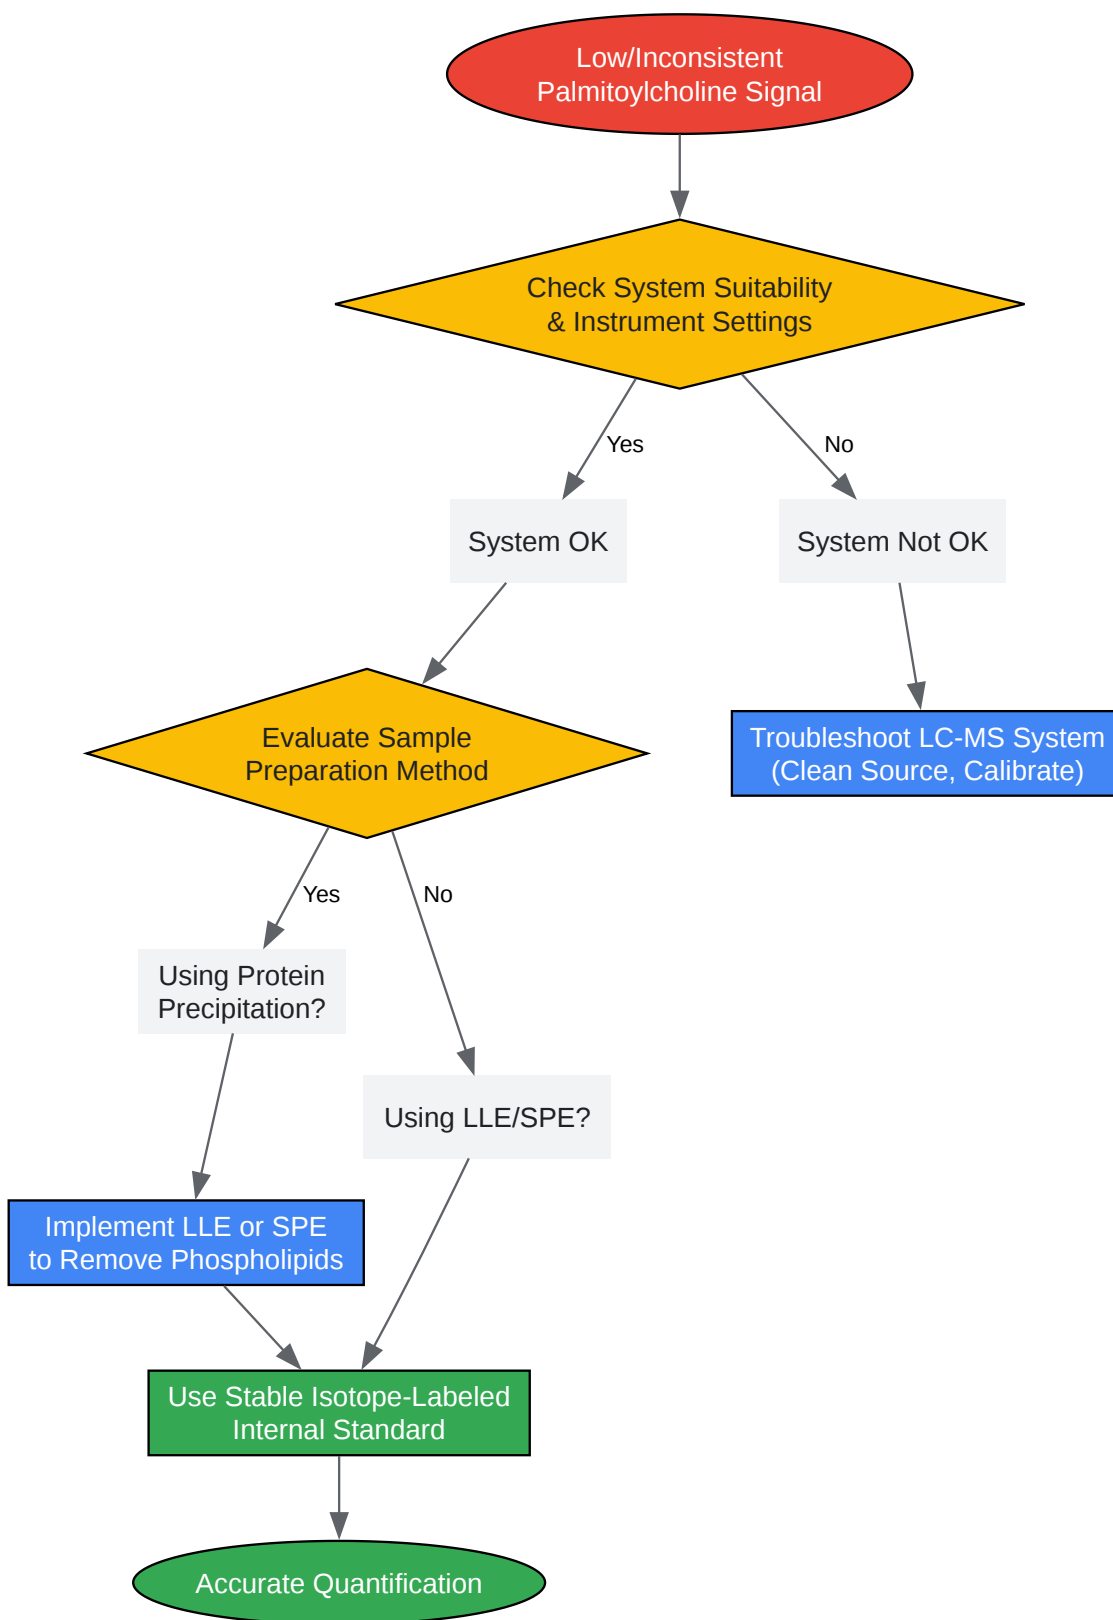 Low/Inconsistent
Palmitoylcholine Signal
Check System Suitability
& Instrument Settings
Yes
No
System OK
System Not OK
Evaluate Sample
Preparation Method
Troubleshoot LC-MS System
(Clean Source, Calibrate)
Yes
No
Using Protein
Precipitation?
Using LLE/SPE?
Implement LLE or SPE
to Remove Phospholipids
Use Stable Isotope-Labeled
Internal Standard
Accurate Quantification